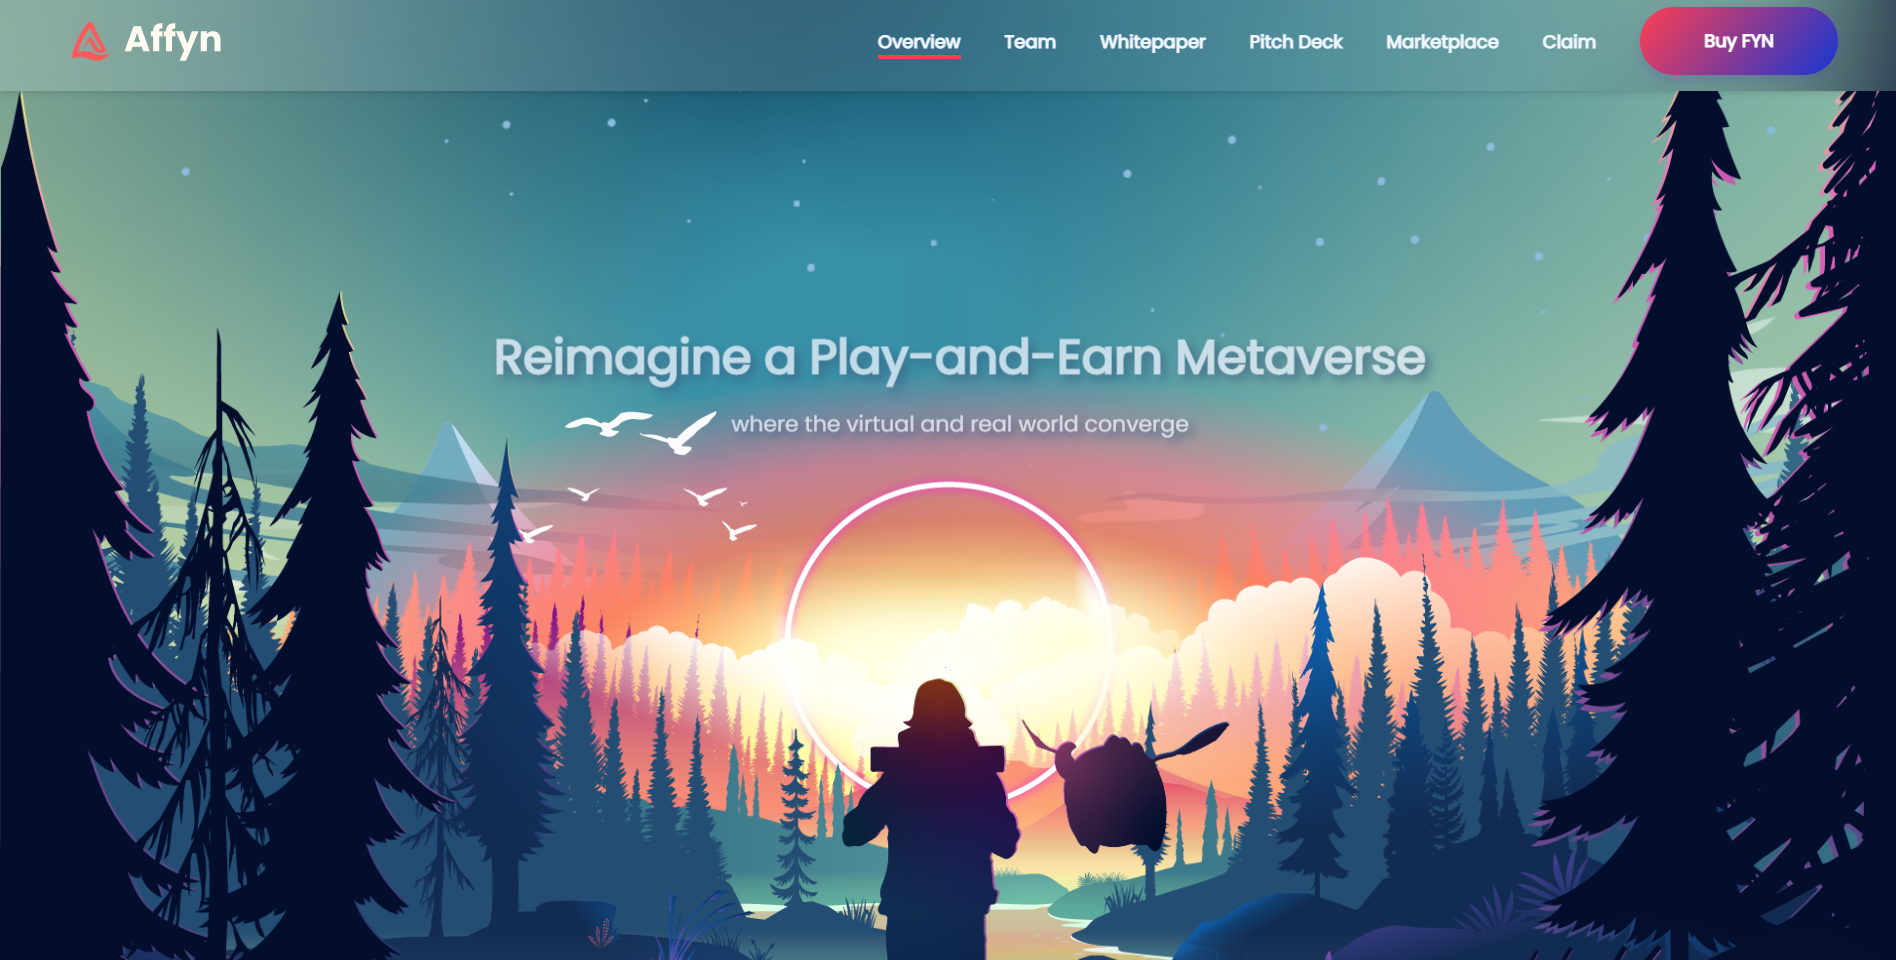 Affyn
Overview Team Whitepaper Pitch Deck Marketplace Claim Buy FYN
Reimagine a Play-and-Earn Metaverse
where the virtual and real world converge